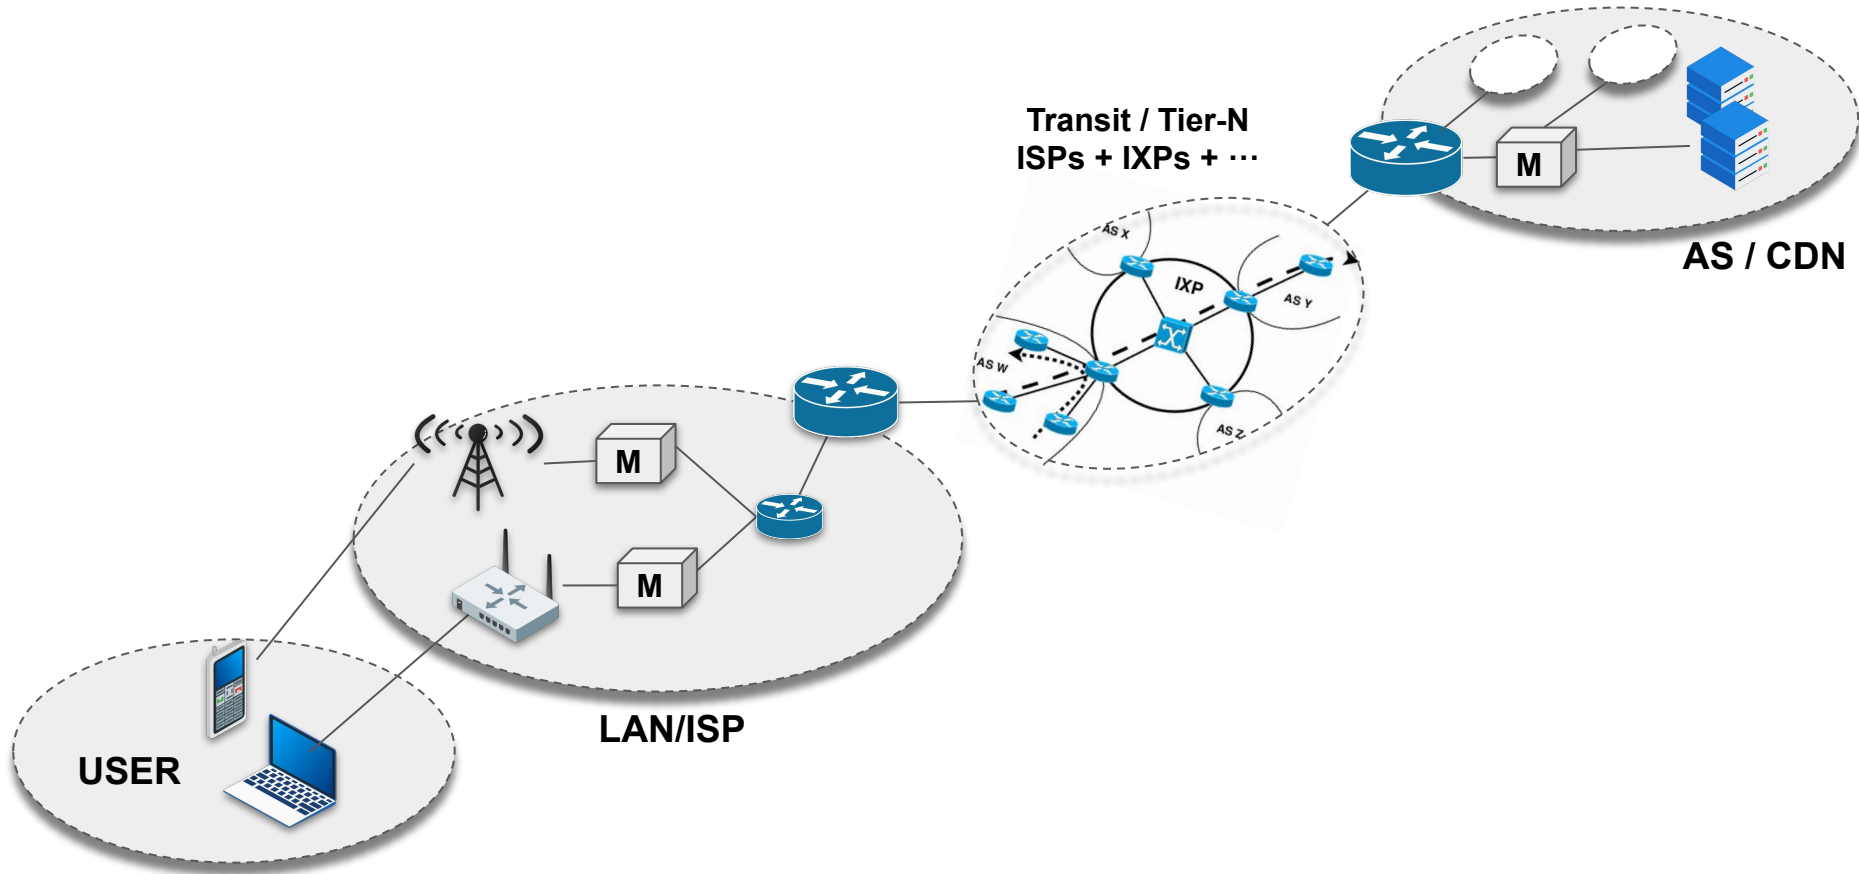 Transit / Tier-N
ISPs + IXPs + ...
M
AS / CDN
AS X
IXP
AS Y
AS W
AS Z
M
M
LAN/ISP
USER